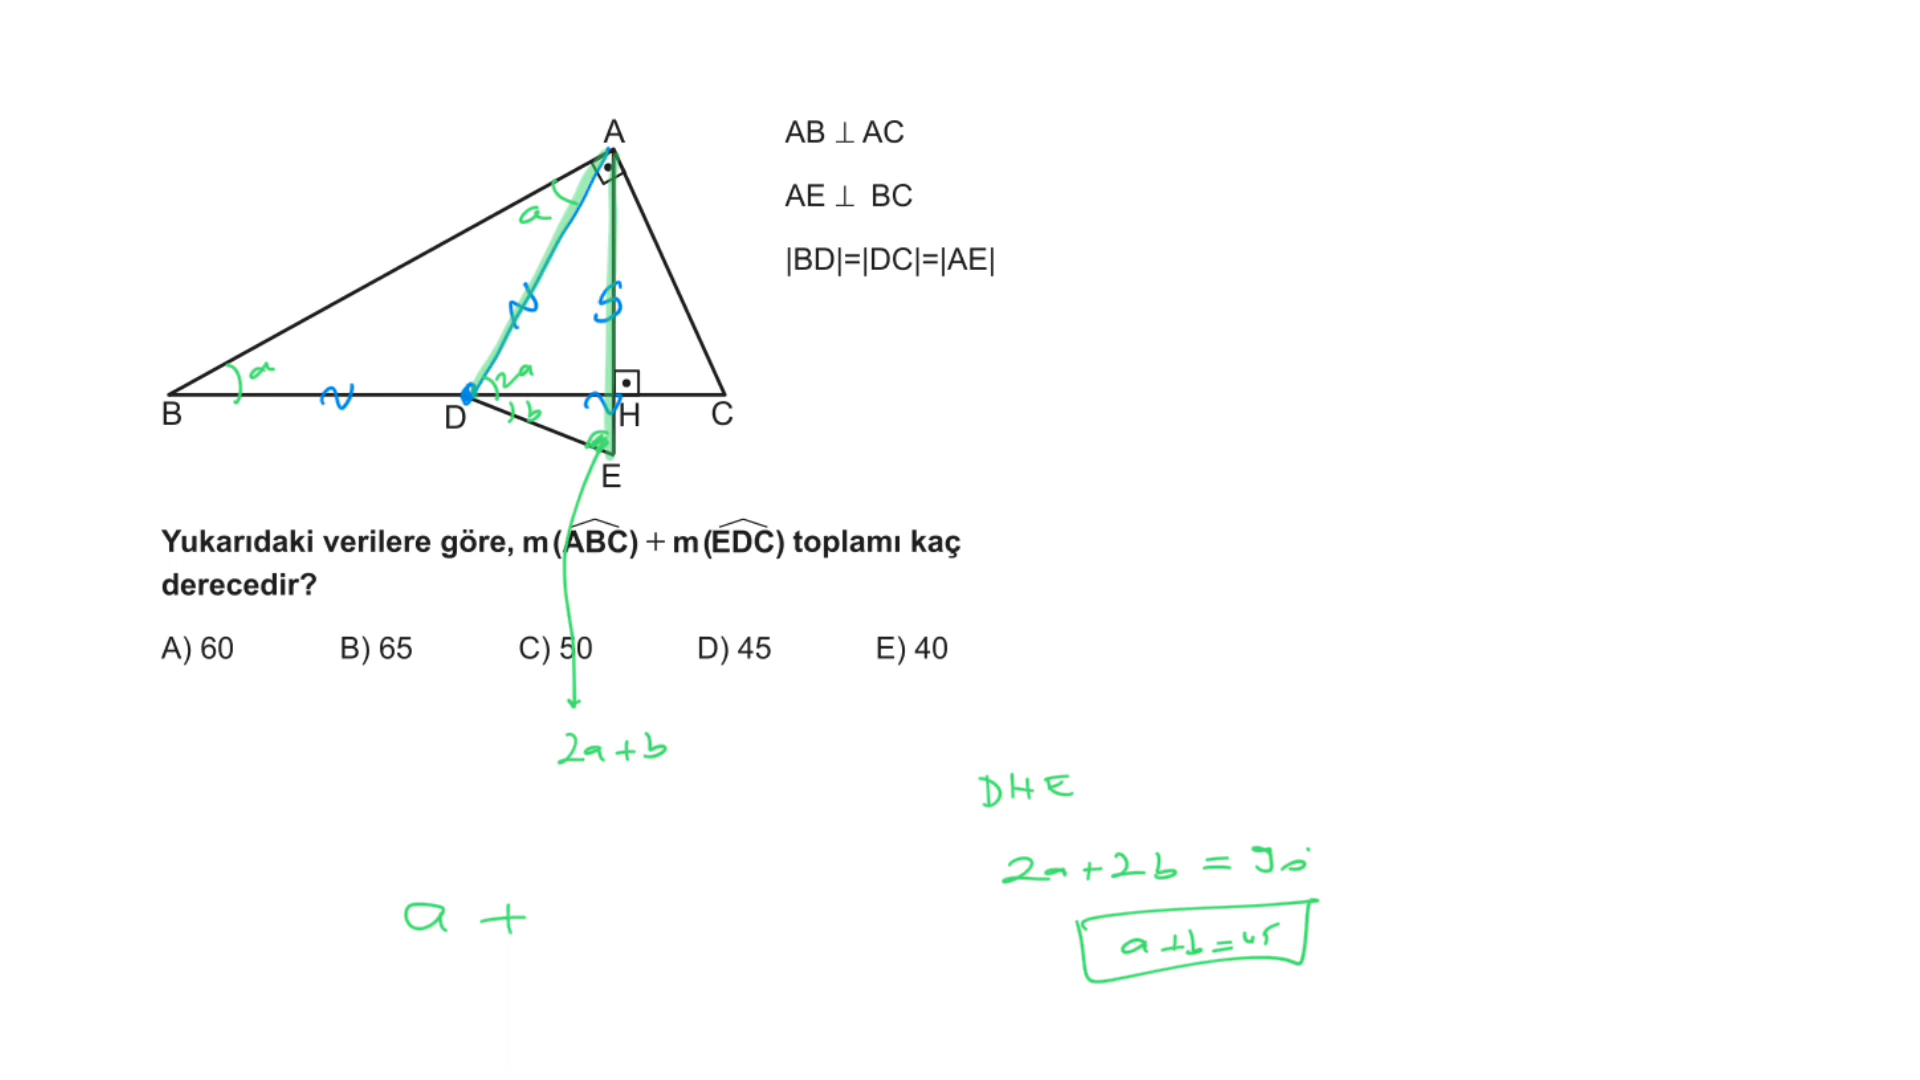 A
AB ⊥ AC
AE ⊥ BC
a
|BD|=|DC|=|AE|
2a
a
B
D
b
H
C
E
Yukarıdaki verilere göre, m(ABC) + m(EDC) toplamı kaç
derecedir?
A) 60 B) 65 C) 50 D) 45 E) 40
2a+b
DHE
2a+2b = 90
a +
a+b=45